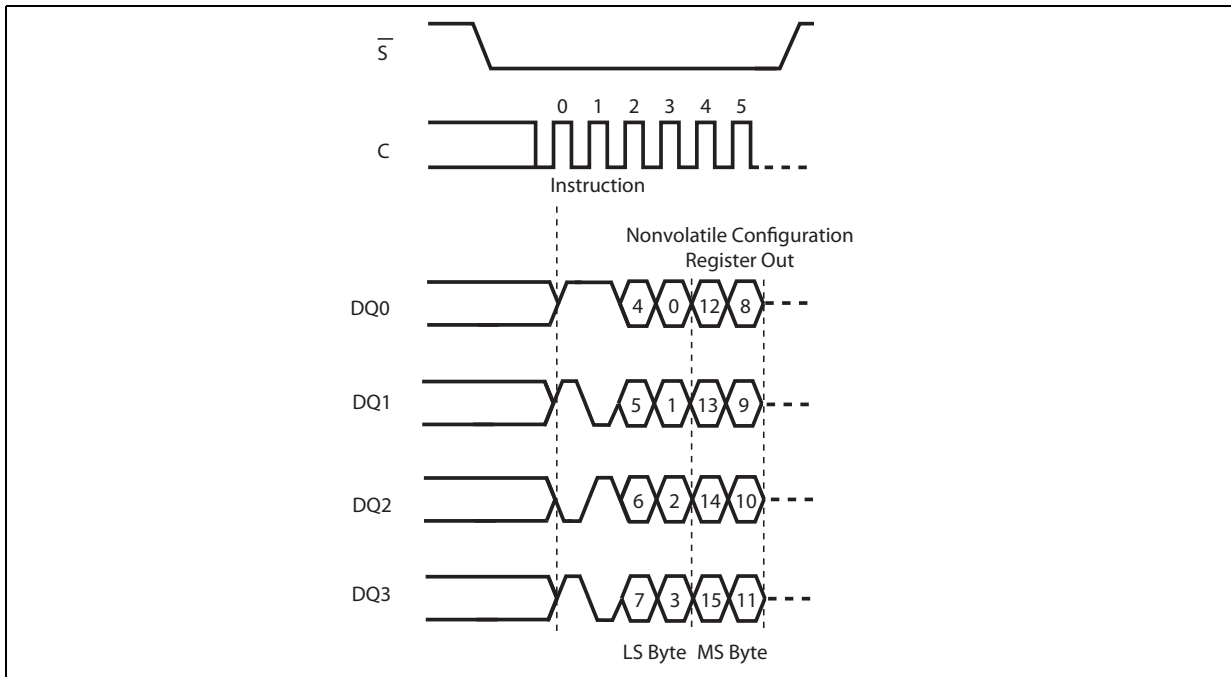 S
0 1 2 3 4 5
C
Instruction
Nonvolatile Configuration
Register Out
DQ0 4 0 12 8
DQ1 5 1 13 9
DQ2 6 2 14 10
DQ3 7 3 15 11
LS Byte MS Byte